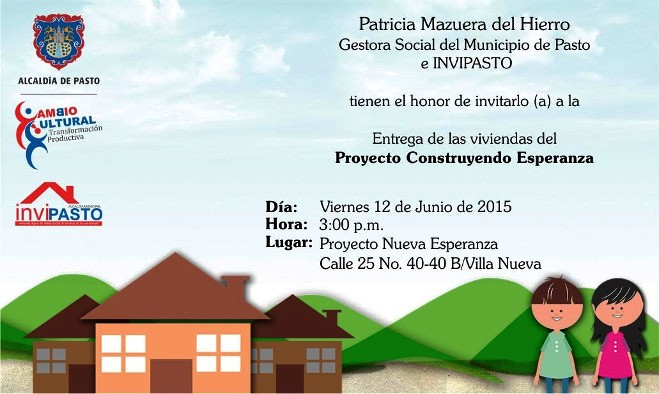 Patricia Mazuera del Hierro
Gestora Social del Municipio de Pasto
e INVIPASTO
tienen el honor de invitarlo (a) a la
Entrega de las viviendas del
Proyecto Construyendo Esperanza
Día: Viernes 12 de Junio de 2015
Hora: 3:00 p.m.
Lugar: Proyecto Nueva Esperanza
Calle 25 No. 40-40 B/Villa Nueva
ALCALDÍA DE PASTO
CAMBIO
CULTURAL
Transformación
Productiva
invIPASTO